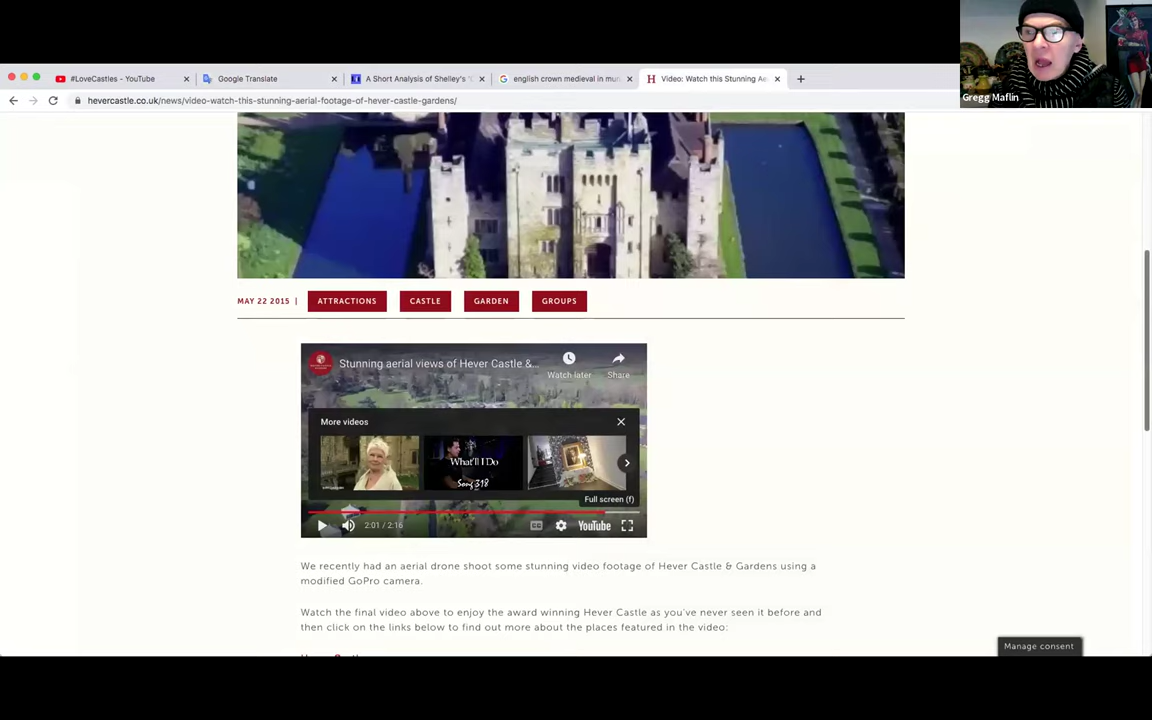 #LovesCastles - YouTube
Google Translate
A Short Analysis of Shelley's 'O
english crown medieval in mu
Video: Watch this Stunning Ae
hevercastle.co.uk/news/video-watch-this-stunning-aerial-footage-of-hever-castle-gardens/
Gregg Maflin
MAY 22 2015 |
ATTRACTIONS
CASTLE
GARDEN
GROUPS
Stunning aerial views of Hever Castle &...
Watch later
Share
More videos
What'll I Do
Song 318
Full screen (f)
2:01 / 2:16
CC
YouTube
We recently had an aerial drone shoot some stunning video footage of Hever Castle & Gardens using a
modified GoPro camera.
Watch the final video above to enjoy the award winning Hever Castle as you've never seen it before and
then click on the links below to find out more about the places featured in the video:
Manage consent